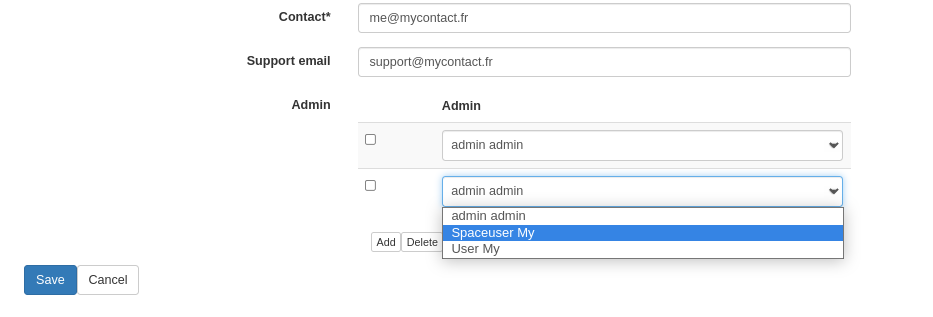 Contact* me@mycontact.fr
Support email support@mycontact.fr
Admin Admin
admin admin
admin admin
admin admin
Spaceuser My
User My
Add Delete
Save Cancel